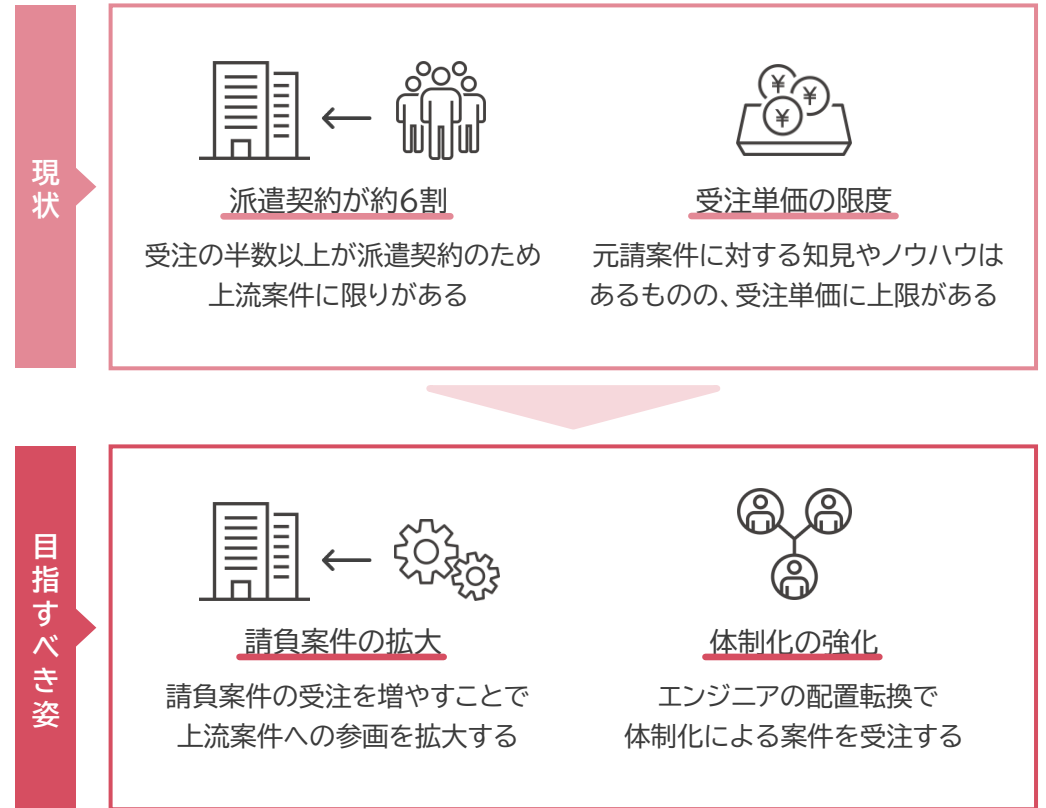 現状
派遣契約が約6割
受注の半数以上が派遣契約のため
上流案件に限りがある
¥
¥
¥
受注単価の限度
元請案件に対する知見やノウハウは
あるものの、受注単価に上限がある
目指すべき姿
請負案件の拡大
請負案件の受注を増やすことで
上流案件への参画を拡大する
体制化の強化
エンジニアの配置転換で
体制化による案件を受注する